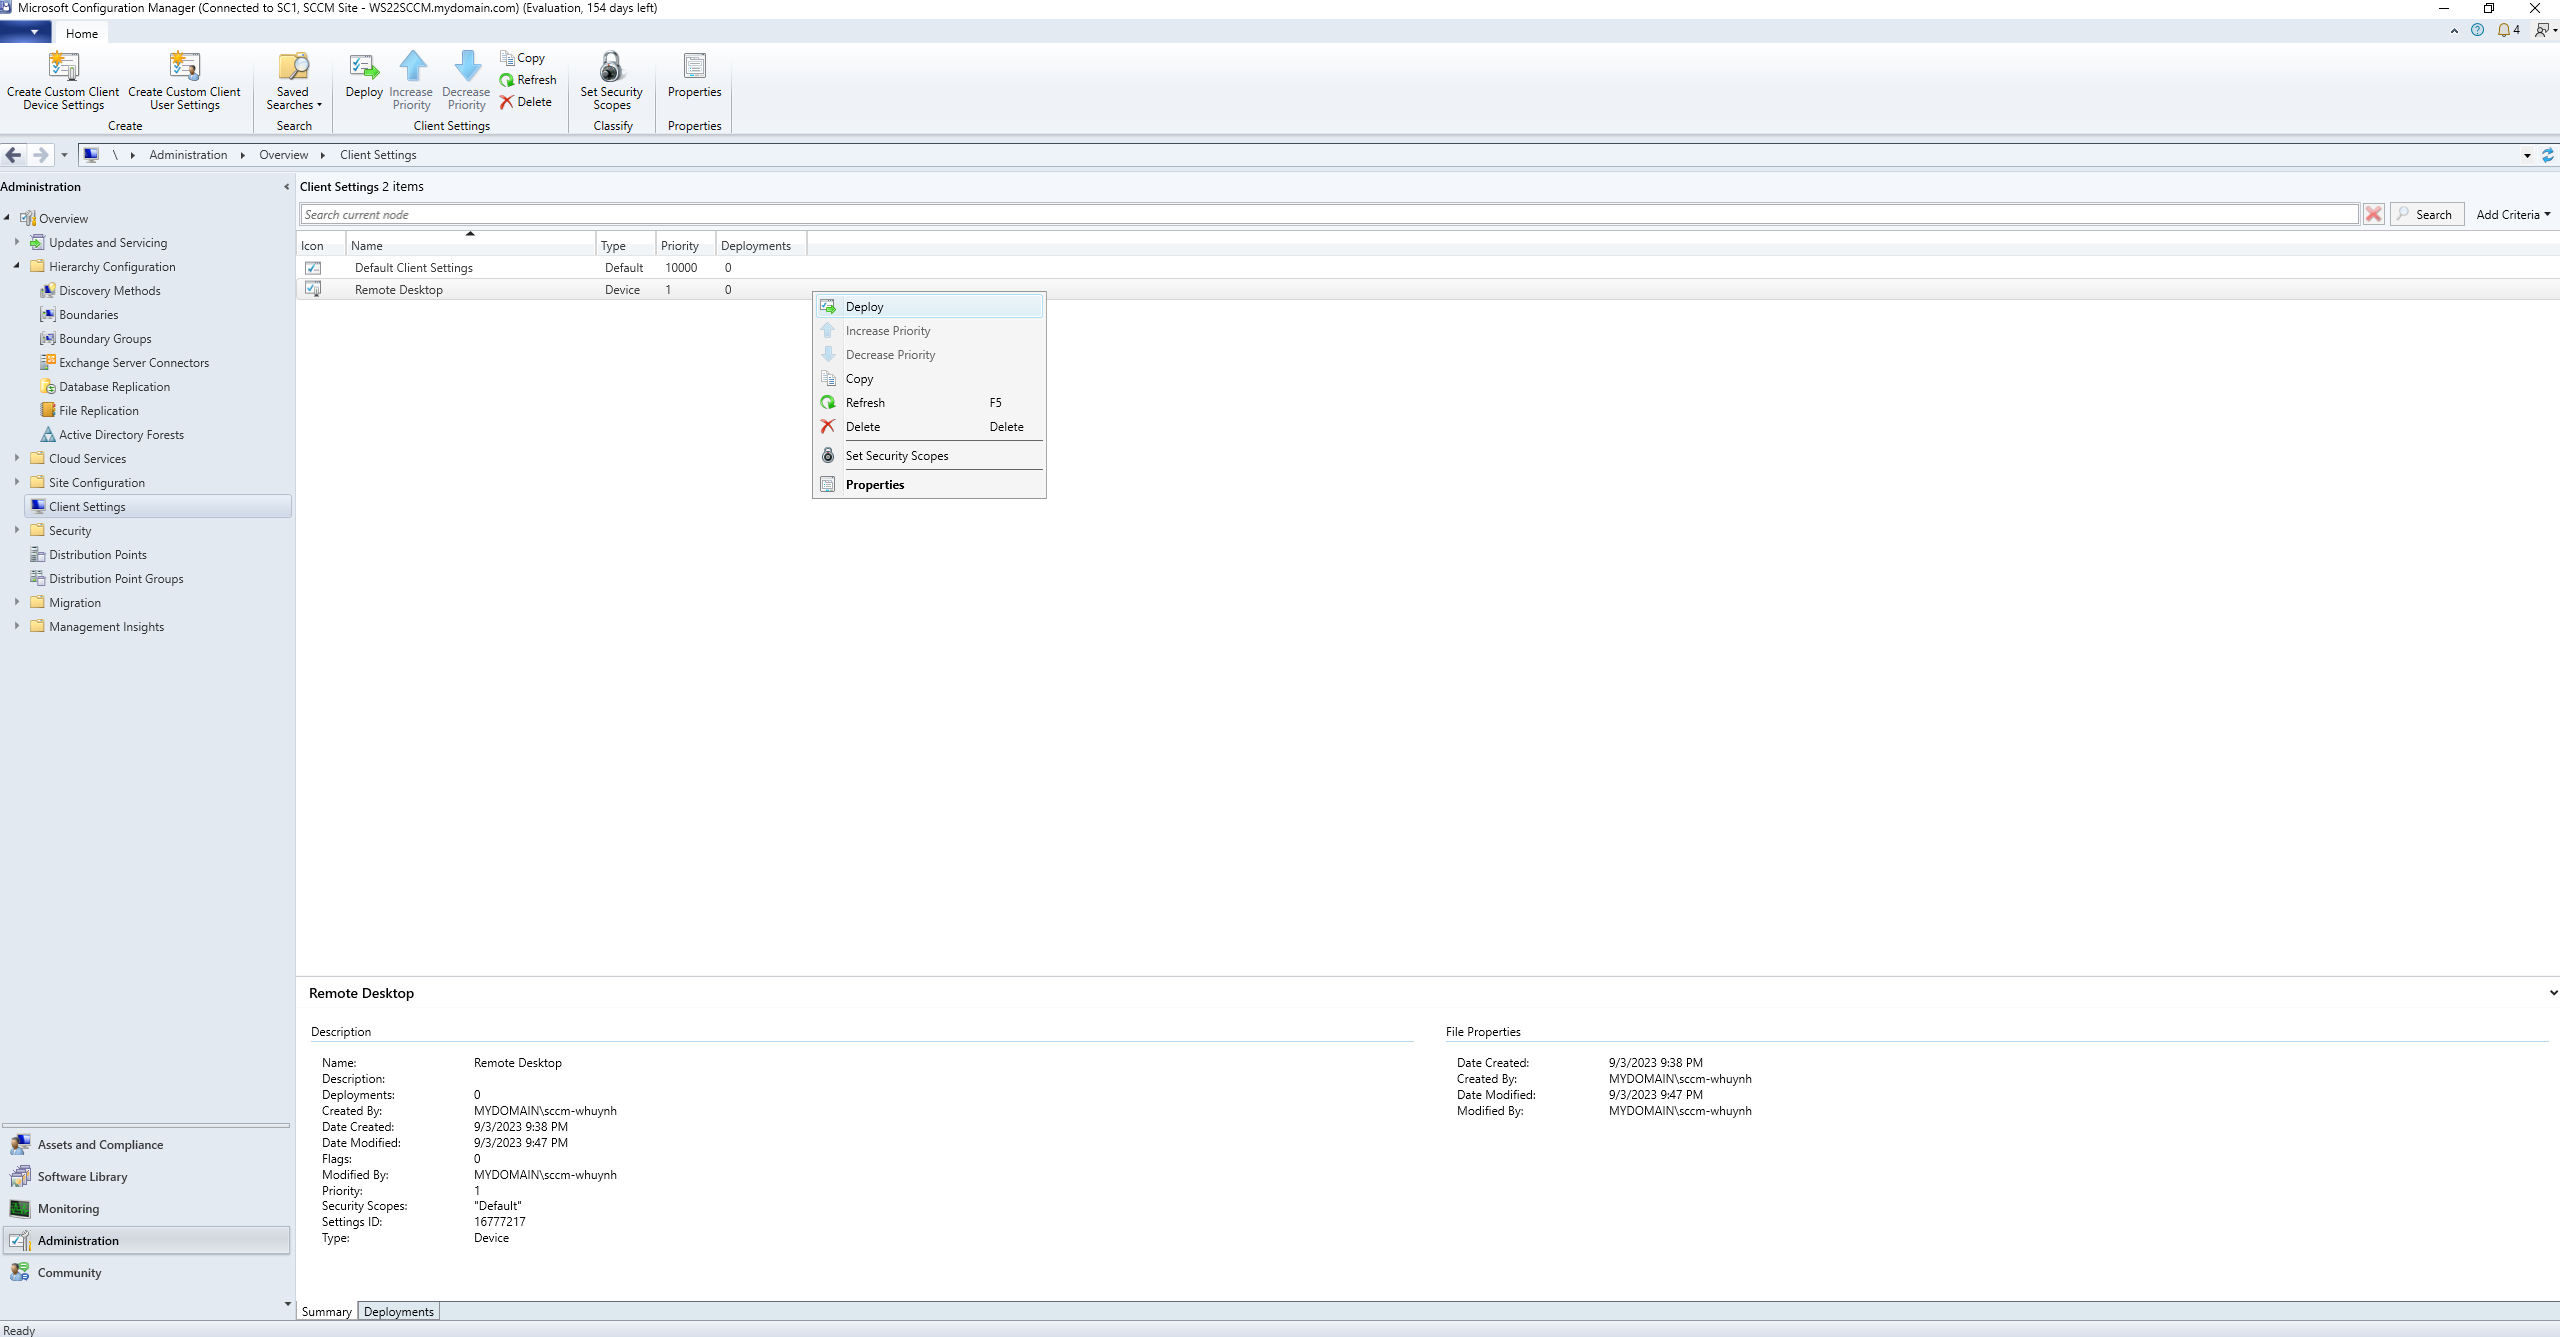 Microsoft Configuration Manager (Connected to SC1, SCCM Site - WS22SCCM.mydomain.com) (Evaluation, 154 days left)
Home
4
Create Custom Client Device Settings
Create Custom Client User Settings
Saved Searches
Deploy
Increase Priority
Decrease Priority
Copy
Refresh
Delete
Set Security Scopes
Properties
Create
Search
Client Settings
Classify
Properties
\ Administration Overview Client Settings
Administration
Overview
Updates and Servicing
Hierarchy Configuration
Discovery Methods
Boundaries
Boundary Groups
Exchange Server Connectors
Database Replication
File Replication
Active Directory Forests
Cloud Services
Site Configuration
Client Settings
Security
Distribution Points
Distribution Point Groups
Migration
Management Insights
Assets and Compliance
Software Library
Monitoring
Administration
Community
Client Settings 2 items
Search current node
Search
Add Criteria
Icon Name Type Priority Deployments
Default Client Settings Default 10000 0
Remote Desktop Device 1 0
Deploy
Increase Priority
Decrease Priority
Copy
Refresh F5
Delete Delete
Set Security Scopes
Properties
Remote Desktop
Description
Name: Remote Desktop
Description:
Deployments: 0
Created By: MYDOMAIN\sccm-whuynh
Date Created: 9/3/2023 9:38 PM
Date Modified: 9/3/2023 9:47 PM
Flags: 0
Modified By: MYDOMAIN\sccm-whuynh
Priority: 1
Security Scopes: "Default"
Settings ID: 16777217
Type: Device
File Properties
Date Created: 9/3/2023 9:38 PM
Created By: MYDOMAIN\sccm-whuynh
Date Modified: 9/3/2023 9:47 PM
Modified By: MYDOMAIN\sccm-whuynh
Summary
Deployments
Ready